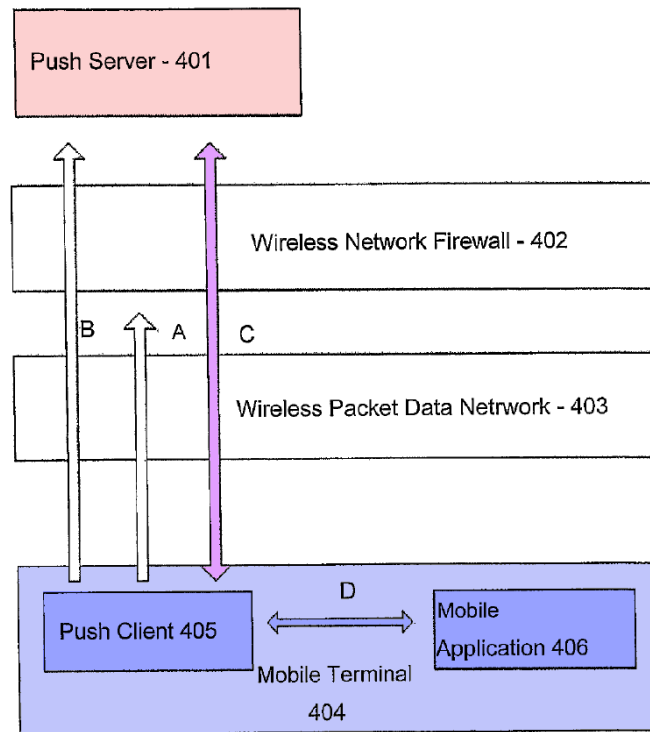 Push Server - 401
Wireless Network Firewall - 402
B
A
C
Wireless Packet Data Netrwork - 403
D
Push Client 405
Mobile
Application 406
Mobile Terminal
404